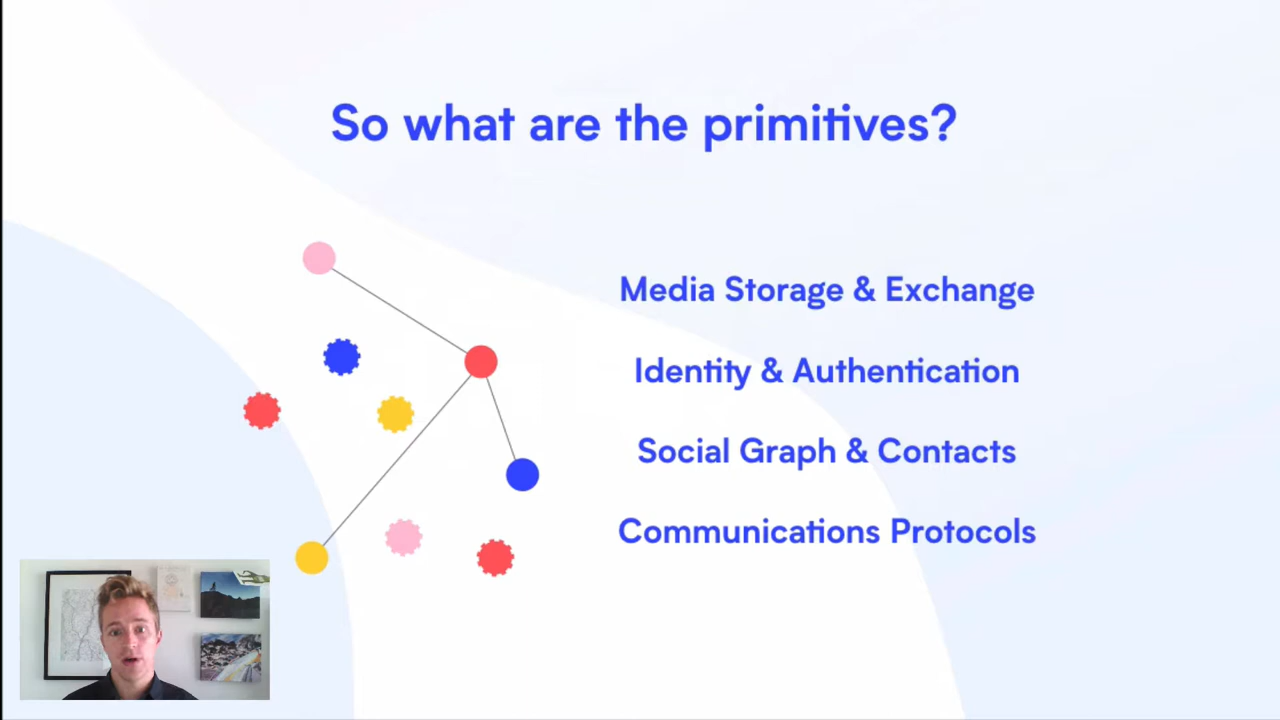 So what are the primitives?
Media Storage & Exchange
Identity & Authentication
Social Graph & Contacts
Communications Protocols